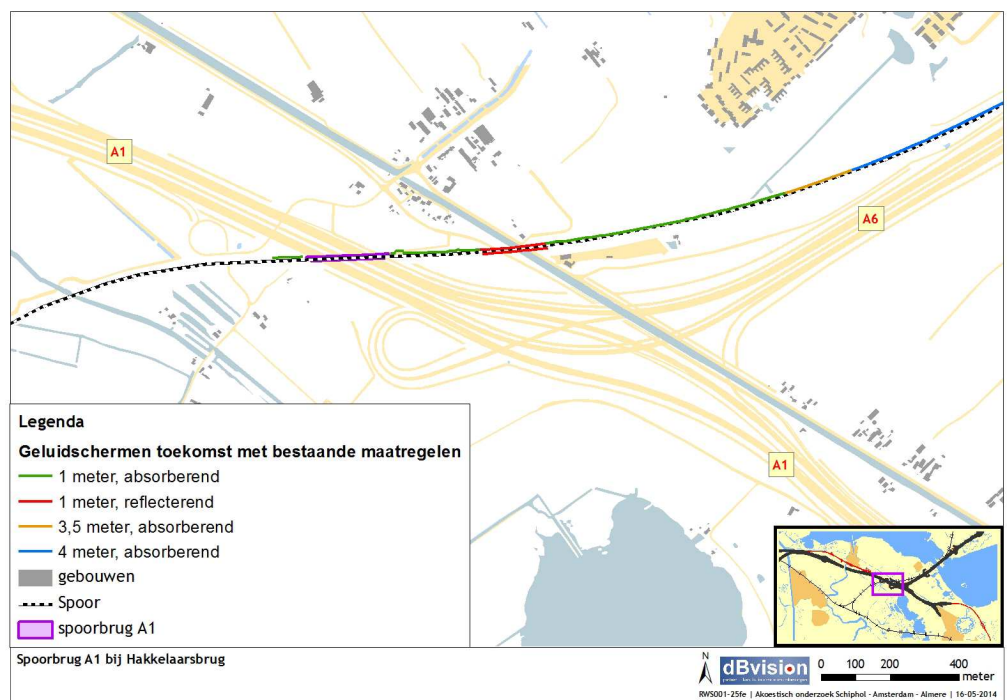 A1
A6
A1
Legenda
Geluidschermen toekomst met bestaande maatregelen
1 meter, absorberend
1 meter, reflecterend
3,5 meter, absorberend
4 meter, absorberend
gebouwen
Spoor
spoorbrug A1
Spoorbrug A1 bij Hakkelaarsbrug
N
dBvision
0 100 200 400
meter
RWS001-25fe | Akoestisch onderzoek Schiphol - Amsterdam - Almere | 16-05-2014